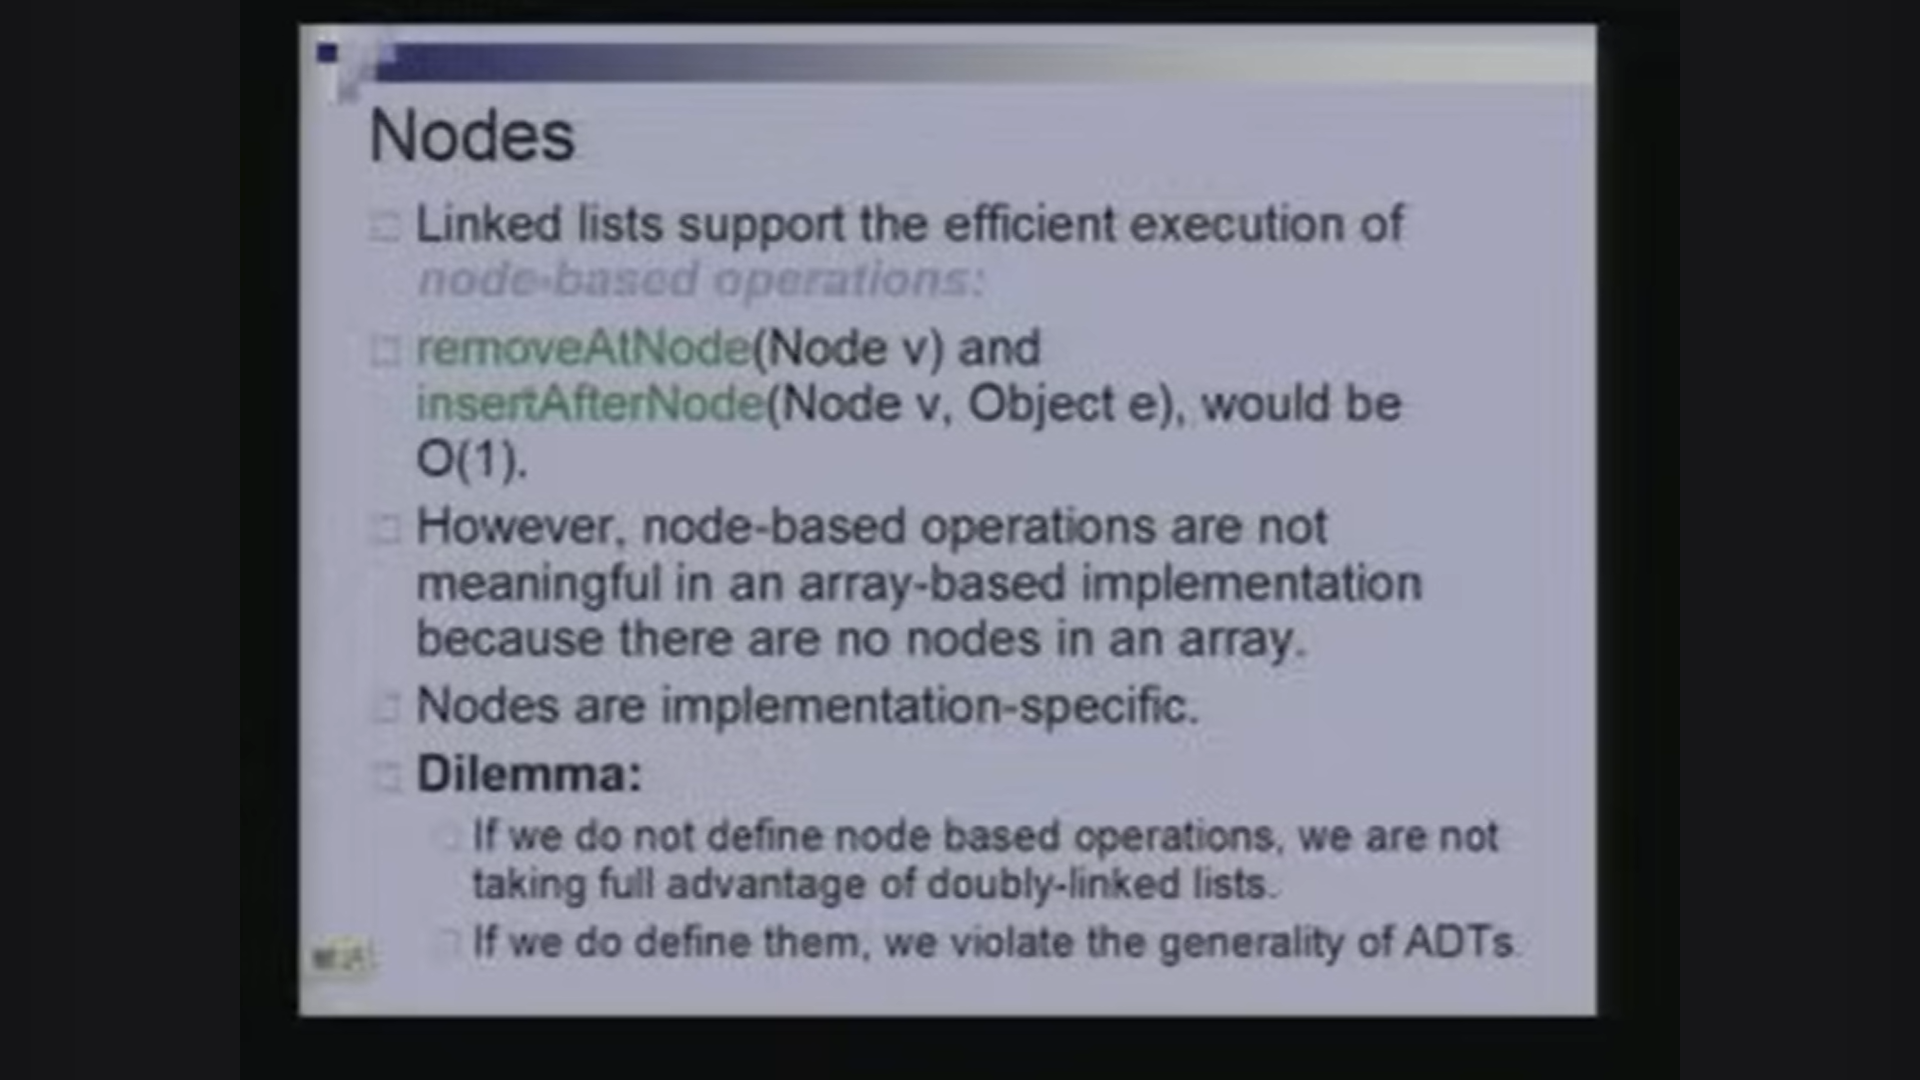 Nodes
Linked lists support the efficient execution of
node-based operations:
removeAtNode(Node v) and
insertAfterNode(Node v, Object e), would be
O(1).
However, node-based operations are not
meaningful in an array-based implementation
because there are no nodes in an array.
Nodes are implementation-specific.
Dilemma:
If we do not define node based operations, we are not
taking full advantage of doubly-linked lists.
If we do define them, we violate the generality of ADTs.